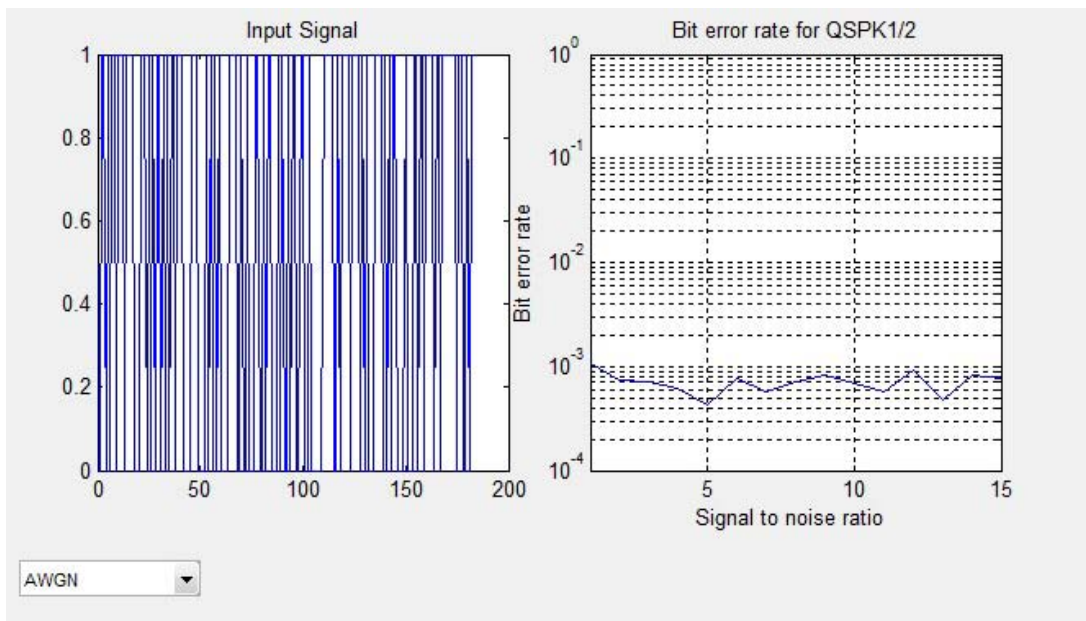 Input Signal
1
0.8
0.6
0.4
0.2
0
0 50 100 150 200
Bit error rate for QSPK1/2
Bit error rate
10^0
10^-1
10^-2
10^-3
10^-4
5 10 15
Signal to noise ratio
AWGN